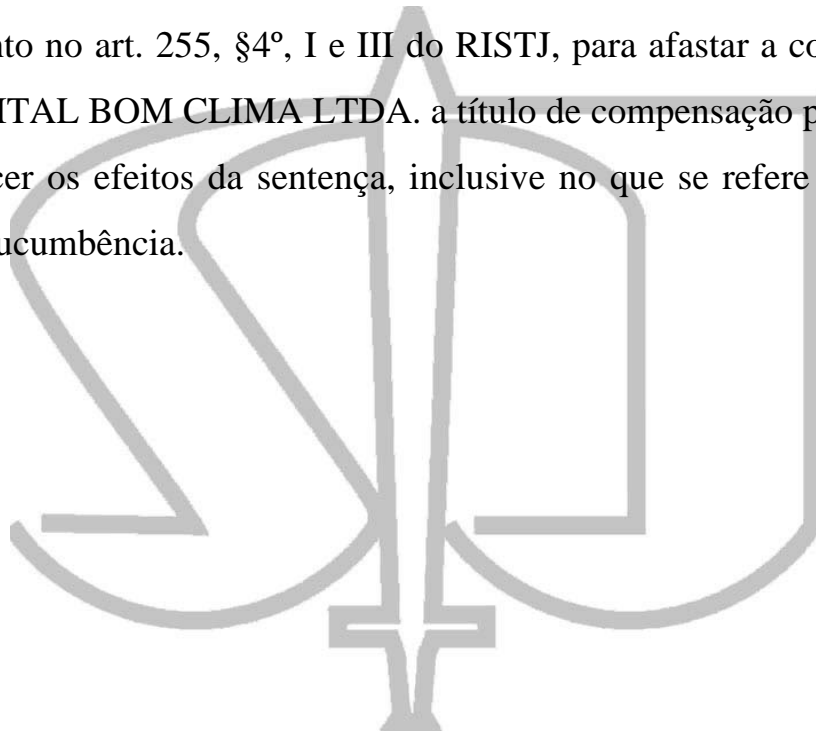 nto no art. 255, §4º, I e III do RISTJ, para afastar a co
ITAL BOM CLIMA LTDA. a título de compensação p
cer os efeitos da sentença, inclusive no que se refere
ucumbência.